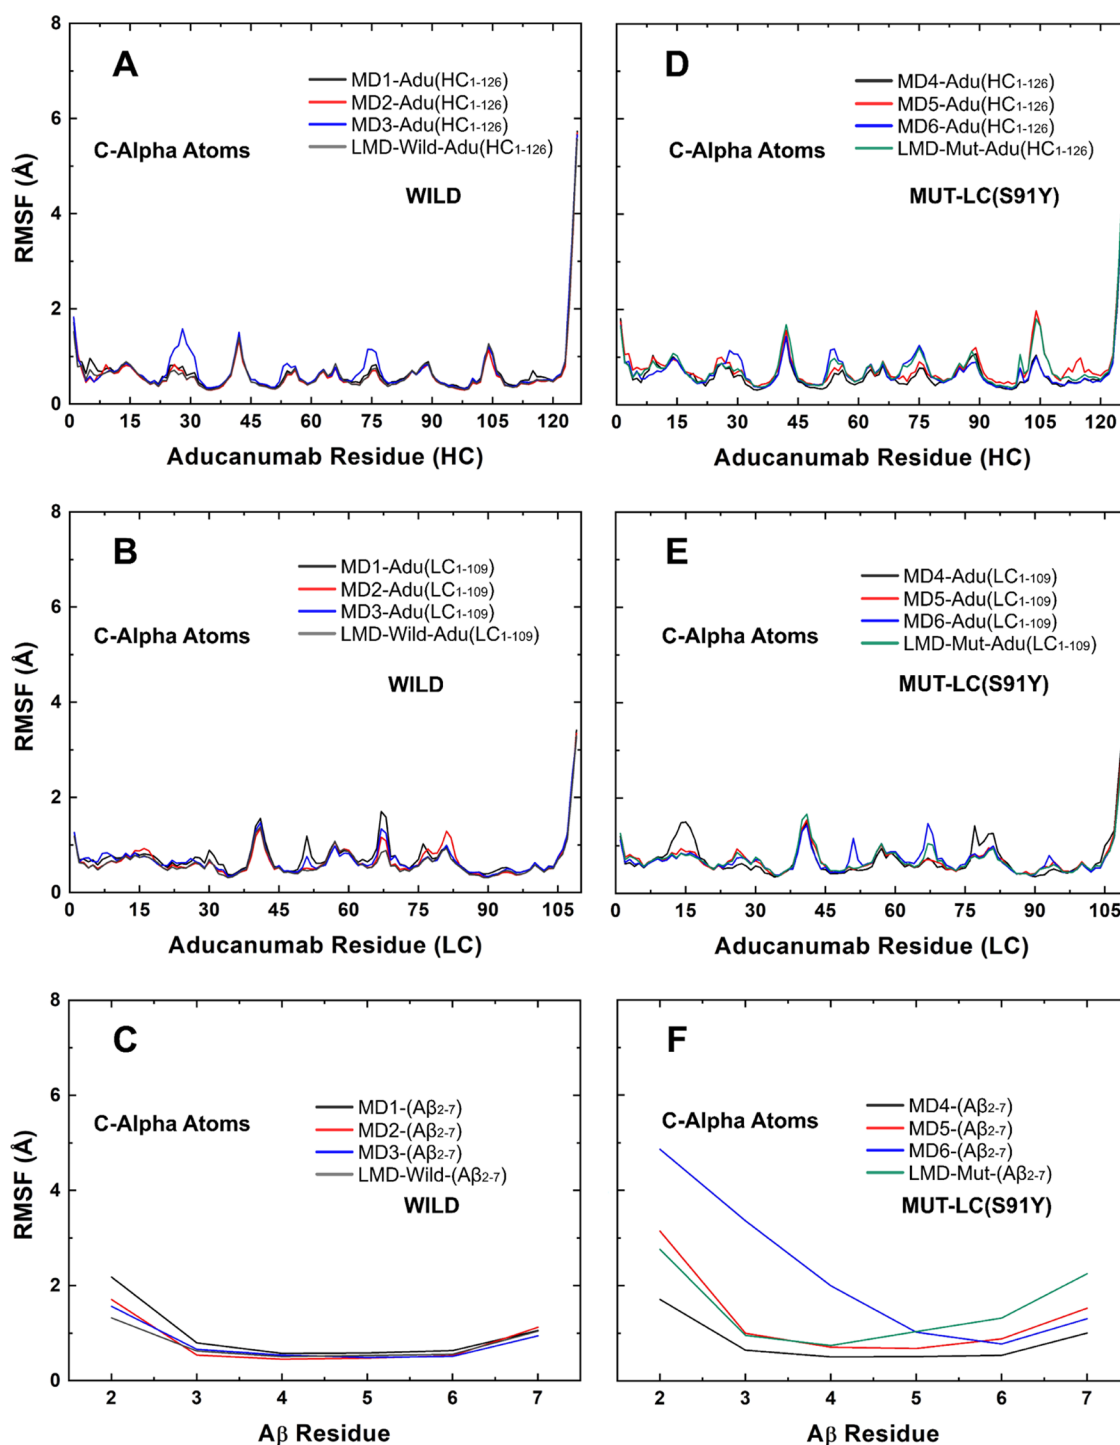 A
MD1-Adu(HC1-126)
MD2-Adu(HC1-126)
MD3-Adu(HC1-126)
LMD-Wild-Adu(HC1-126)
C-Alpha Atoms
WILD
RMSF (Å)
8
6
4
2
0
0 15 30 45 60 75 90 105 120
Aducanumab Residue (HC)
D
MD4-Adu(HC1-126)
MD5-Adu(HC1-126)
MD6-Adu(HC1-126)
LMD-Mut-Adu(HC1-126)
C-Alpha Atoms
MUT-LC(S91Y)
0 15 30 45 60 75 90 105 120
Aducanumab Residue (HC)
B
MD1-Adu(LC1-109)
MD2-Adu(LC1-109)
MD3-Adu(LC1-109)
LMD-Wild-Adu(LC1-109)
C-Alpha Atoms
WILD
RMSF (Å)
8
6
4
2
0
0 15 30 45 60 75 90 105
Aducanumab Residue (LC)
E
MD4-Adu(LC1-109)
MD5-Adu(LC1-109)
MD6-Adu(LC1-109)
LMD-Mut-Adu(LC1-109)
C-Alpha Atoms
MUT-LC(S91Y)
0 15 30 45 60 75 90 105
Aducanumab Residue (LC)
C
C-Alpha Atoms
MD1-(Aβ2-7)
MD2-(Aβ2-7)
MD3-(Aβ2-7)
LMD-Wild-(Aβ2-7)
WILD
RMSF (Å)
8
6
4
2
0
2 3 4 5 6 7
Aβ Residue
F
C-Alpha Atoms
MD4-(Aβ2-7)
MD5-(Aβ2-7)
MD6-(Aβ2-7)
LMD-Mut-(Aβ2-7)
MUT-LC(S91Y)
2 3 4 5 6 7
Aβ Residue